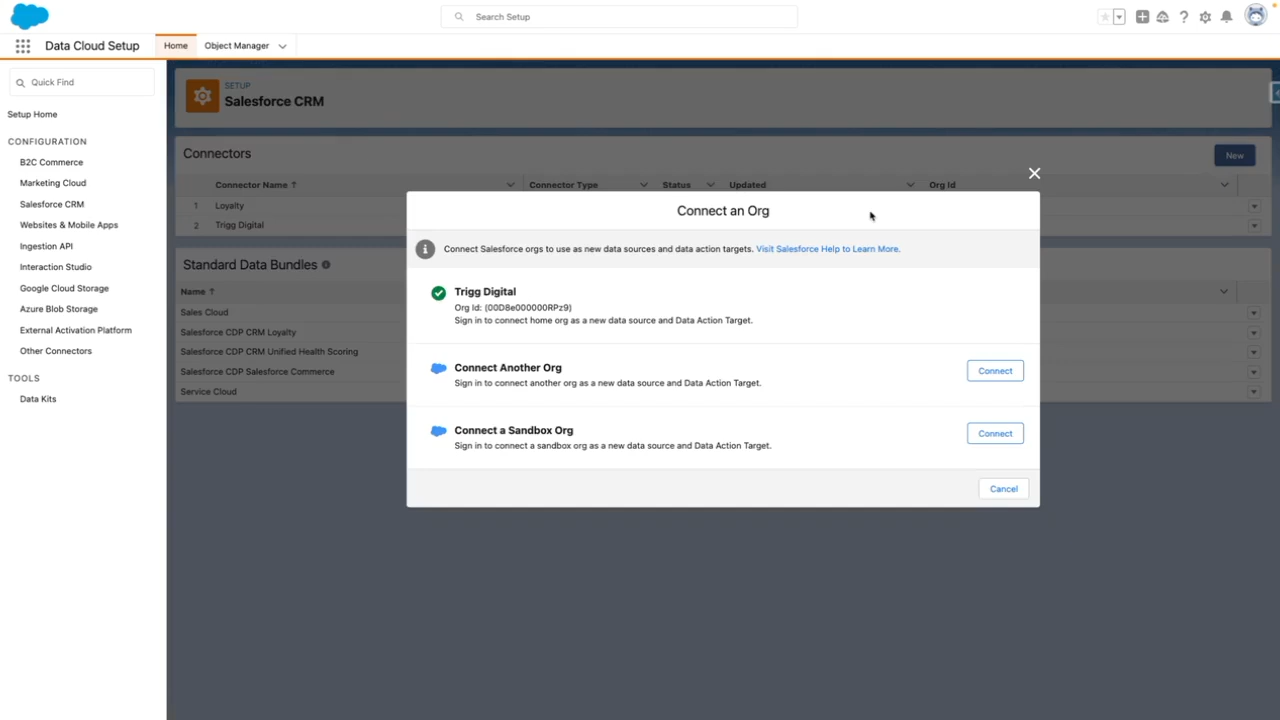 Search Setup
Data Cloud Setup
Home
Object Manager
Quick Find
Setup Home
CONFIGURATION
B2C Commerce
Marketing Cloud
Salesforce CRM
Websites & Mobile Apps
Ingestion API
Interaction Studio
Google Cloud Storage
Azure Blob Storage
External Activation Platform
Other Connectors
TOOLS
Data Kits
SETUP
Salesforce CRM
Connectors
New
Connector Name ↑ Connector Type Status Updated Org Id
1 Loyalty
2 Trigg Digital
Standard Data Bundles
Name ↑
Sales Cloud
Salesforce CDP CRM Loyalty
Salesforce CDP CRM Unified Health Scoring
Salesforce CDP Salesforce Commerce
Service Cloud
Connect an Org
Connect Salesforce orgs to use as new data sources and data action targets. Visit Salesforce Help to Learn More.
Trigg Digital
Org Id: (00D8e000000RPz9)
Sign in to connect home org as a new data source and Data Action Target.
Connect Another Org
Sign in to connect another org as a new data source and Data Action Target.
Connect
Connect a Sandbox Org
Sign in to connect a sandbox org as a new data source and Data Action Target.
Connect
Cancel